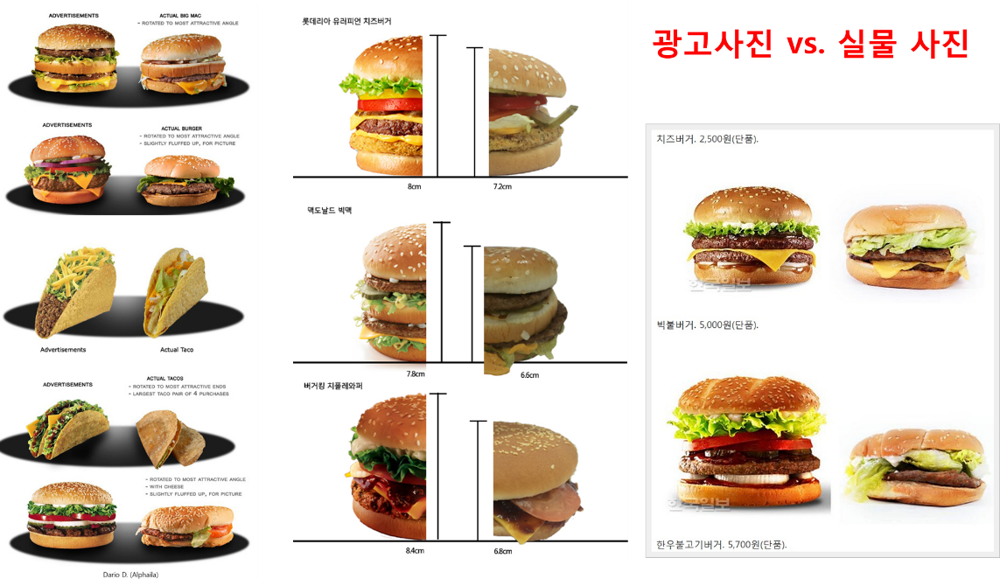 ADVERTISEMENTS
ACTUAL BIG MAC
- ROTATED TO MOST ATTRACTIVE ANGLE
ADVERTISEMENTS
ACTUAL BURGER
- ROTATED TO MOST ATTRACTIVE ANGLE
- SLIGHTLY FLUFFED UP, FOR PICTURE
Advertisements
Actual Taco
ADVERTISEMENTS
ACTUAL TACOS
- ROTATED TO MOST ATTRACTIVE ENDS
- LARGEST TACO PAIR OF 4 PURCHASES
- ROTATED TO MOST ATTRACTIVE ANGLE
- WITH CHEESE
- SLIGHTLY FLUFFED UP, FOR PICTURE
Dario D. (Alphaila)
롯데리아 유러피언 치즈버거
8cm
7.2cm
맥도날드 빅맥
7.8cm
6.6cm
버거킹 치폴레와퍼
8.4cm
6.8cm
광고사진 vs. 실물 사진
치즈버거. 2,500원(단품).
한국일보
빅불버거. 5,000원(단품).
한국일보
한우불고기버거. 5,700원(단품).